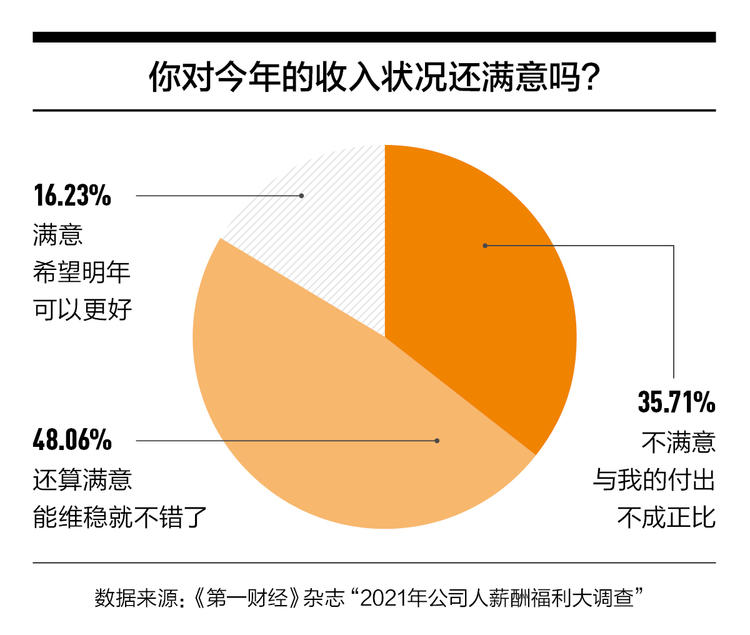 你对今年的收入状况还满意吗？
16.23%
满意
希望明年
可以更好
35.71%
不满意
与我的付出
不成正比
48.06%
还算满意
能维稳就不错了
数据来源：《第一财经》杂志“2021年公司人薪酬福利大调查”